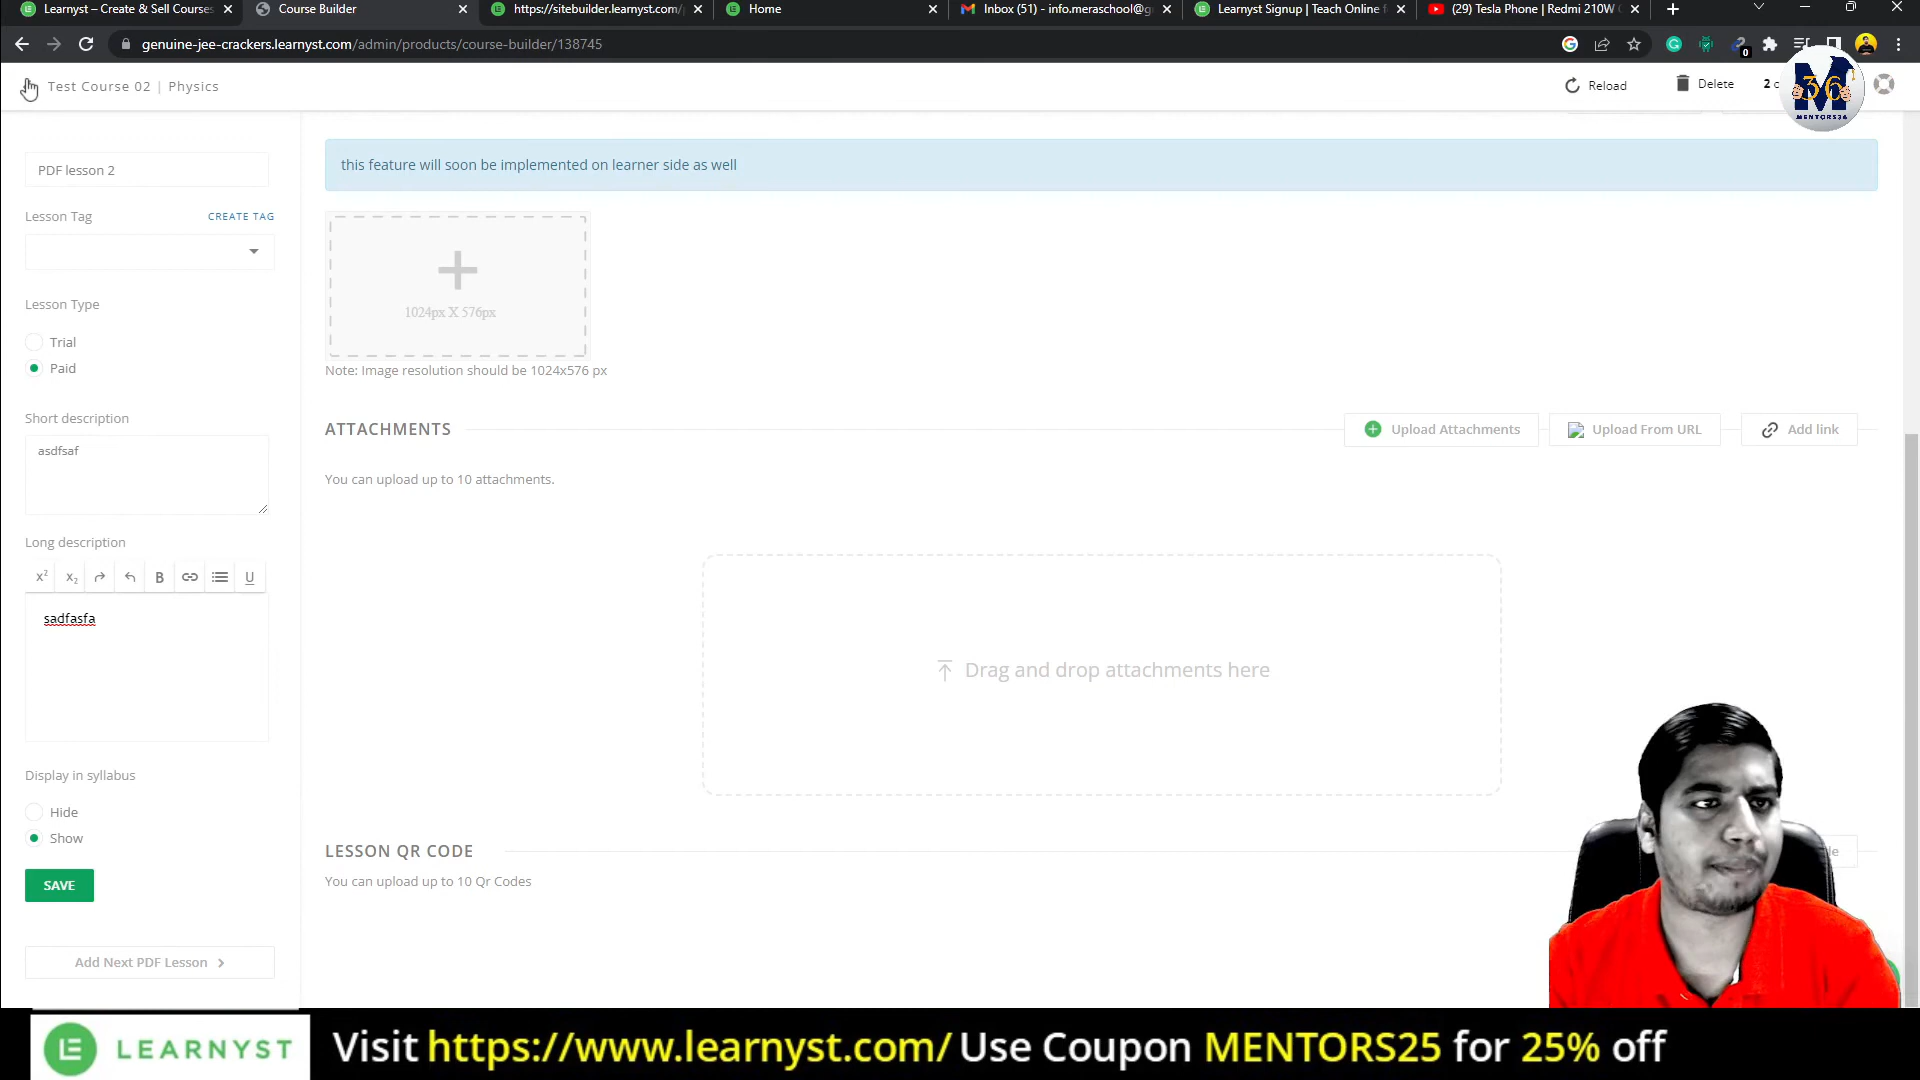 Learnyst – Create & Sell Courses
Course Builder
https://sitebuilder.learnyst.com/
Home
Inbox (51) - info.meraschool@g
Learnyst Signup | Teach Online f
(29) Tesla Phone | Redmi 210W
genuine-jee-crackers.learnyst.com/admin/products/course-builder/138745
0
Test Course 02 | Physics
Reload
Delete
2
M
36
MENTORS36
this feature will soon be implemented on learner side as well
PDF lesson 2
Lesson Tag
CREATE TAG
1024px X 576px
Note: Image resolution should be 1024x576 px
Lesson Type
Trial
Paid
Short description
asdfsaf
ATTACHMENTS
Upload Attachments
Upload From URL
Add link
You can upload up to 10 attachments.
Long description
x² x₂ B U
sadfasfa
Drag and drop attachments here
Display in syllabus
Hide
Show
SAVE
LESSON QR CODE
You can upload up to 10 Qr Codes
Add Next PDF Lesson
LEARNYST
Visit https://www.learnyst.com/ Use Coupon MENTORS25 for 25% off